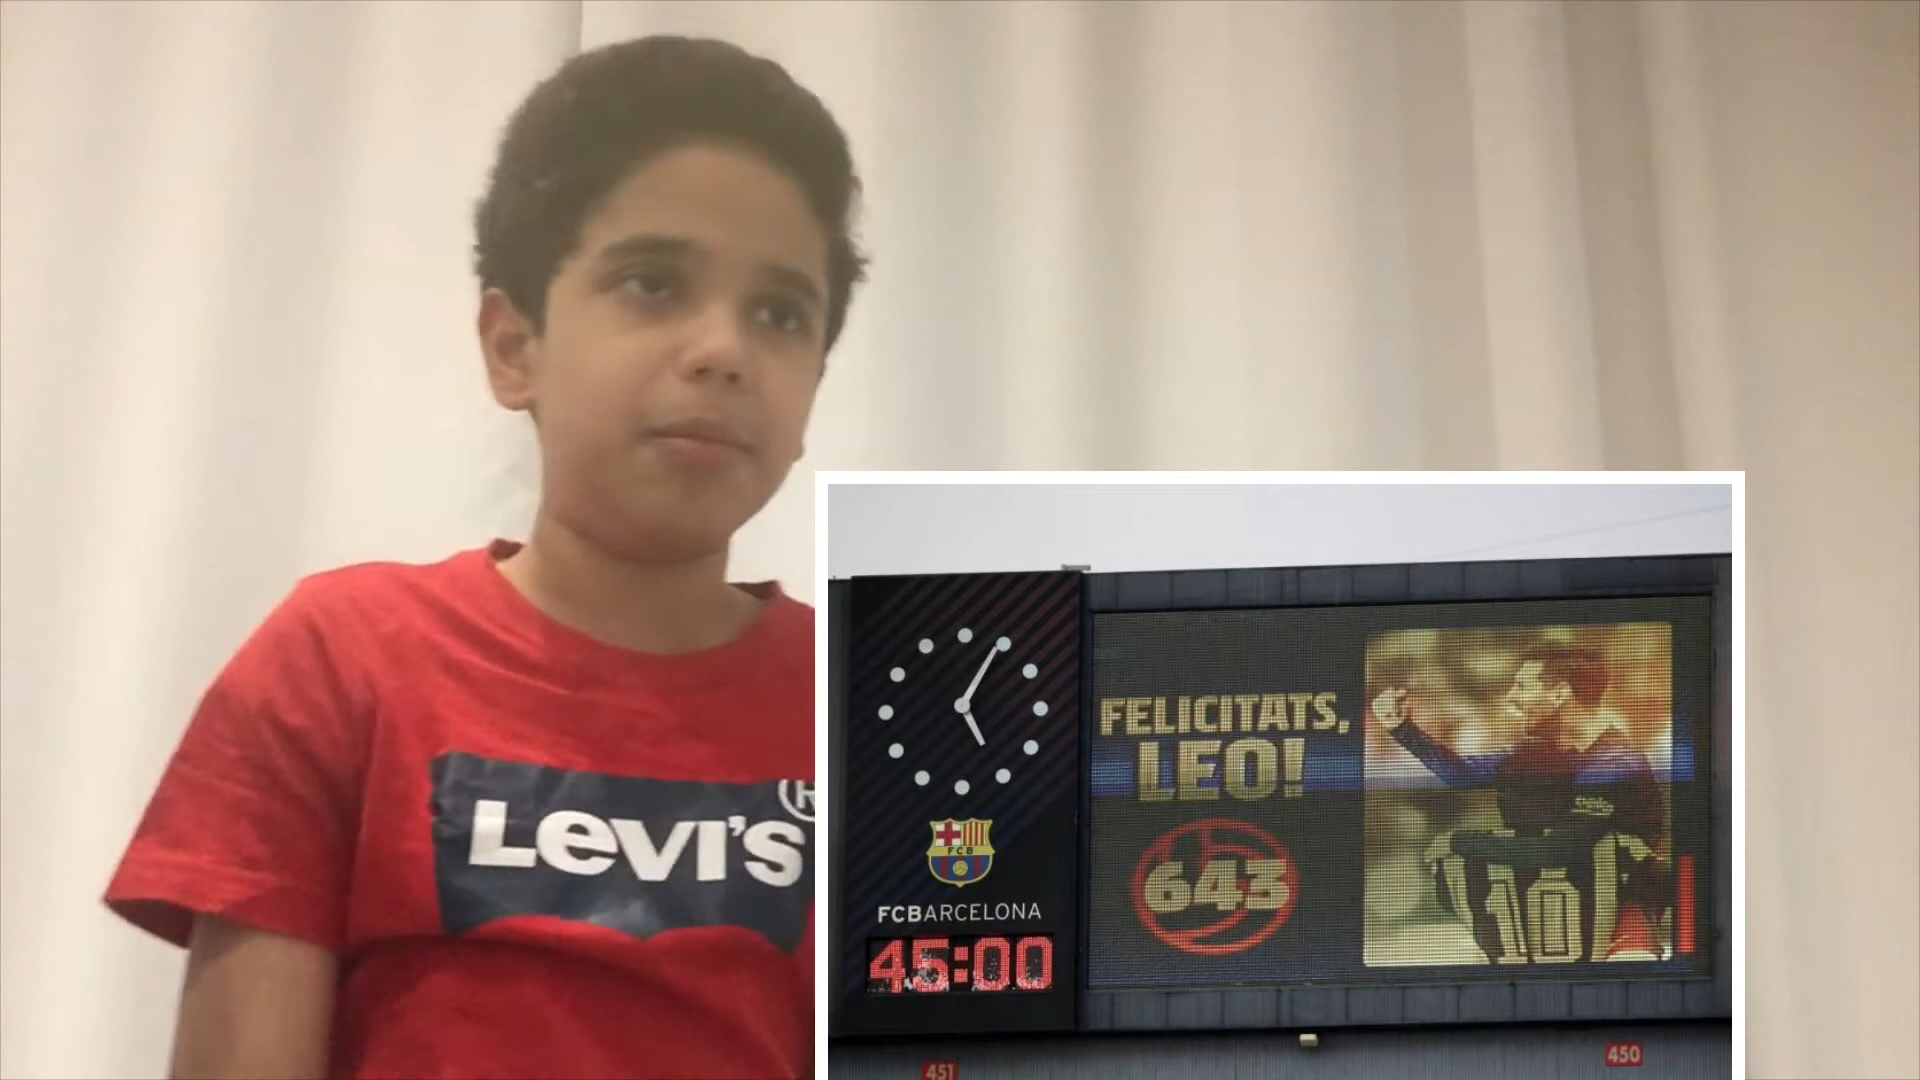 Levi's®
FELICITATS,
LEO!
643
10
FCB
FCBARCELONA
45:00
451
450